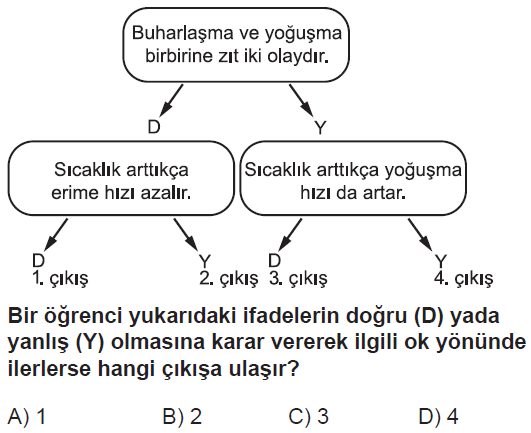 Buharlaşma ve yoğuşma
birbirine zıt iki olaydır.
D
Y
Sıcaklık arttıkça
erime hızı azalır.
Sıcaklık arttıkça yoğuşma
hızı da artar.
D
1. çıkış
Y
2. çıkış
D
3. çıkış
Y
4. çıkış
Bir öğrenci yukarıdaki ifadelerin doğru (D) yada
yanlış (Y) olmasına karar vererek ilgili ok yönünde
ilerlerse hangi çıkışa ulaşır?
A) 1 B) 2 C) 3 D) 4